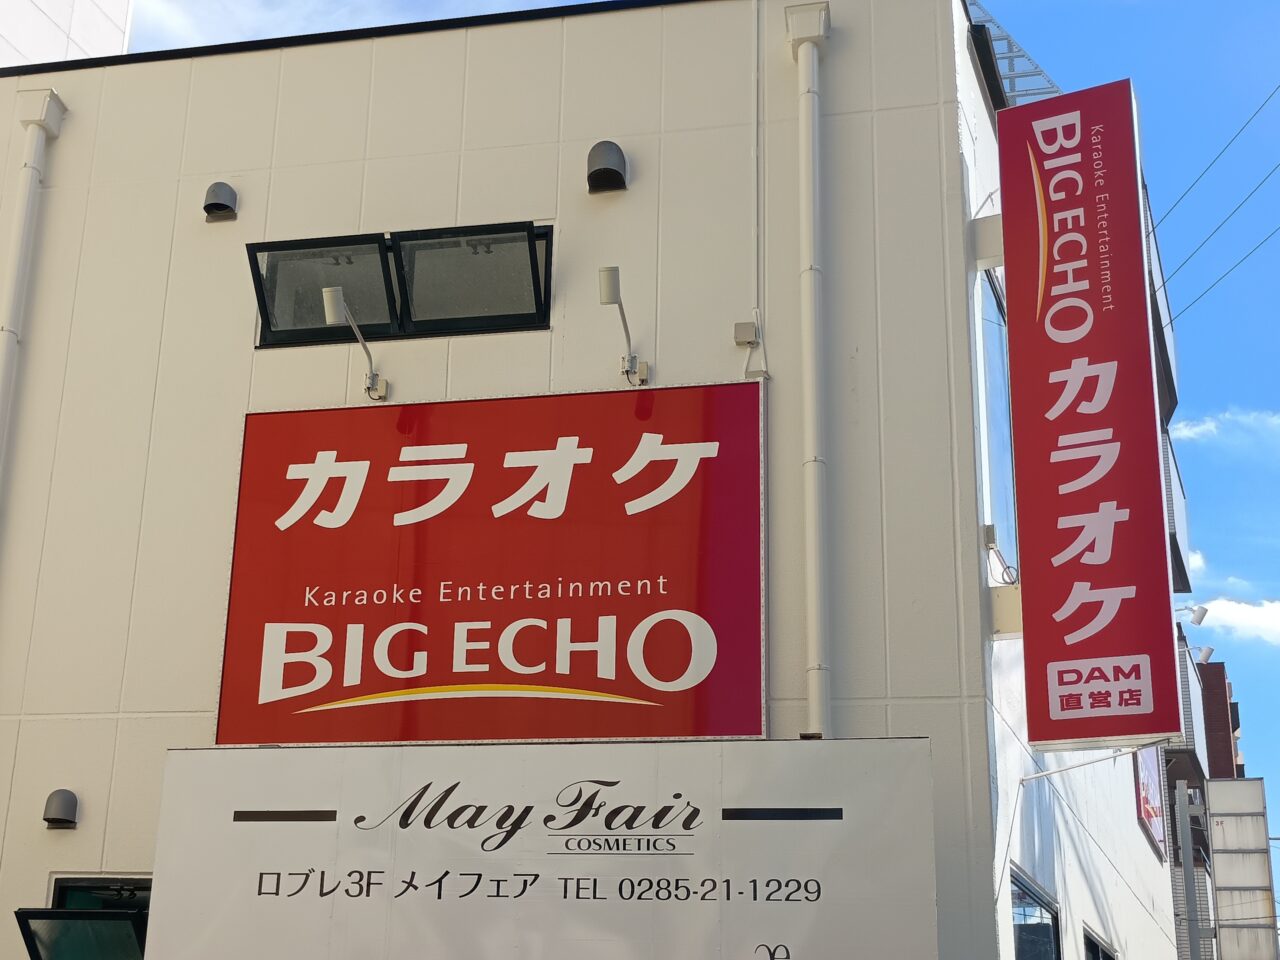 カラオケ
Karaoke Entertainment
BIG ECHO
May Fair
COSMETICS
ロブレ3F メイフェア TEL 0285-21-1229
Karaoke Entertainment
BIG ECHO カラオケ
DAM
直営店
3F